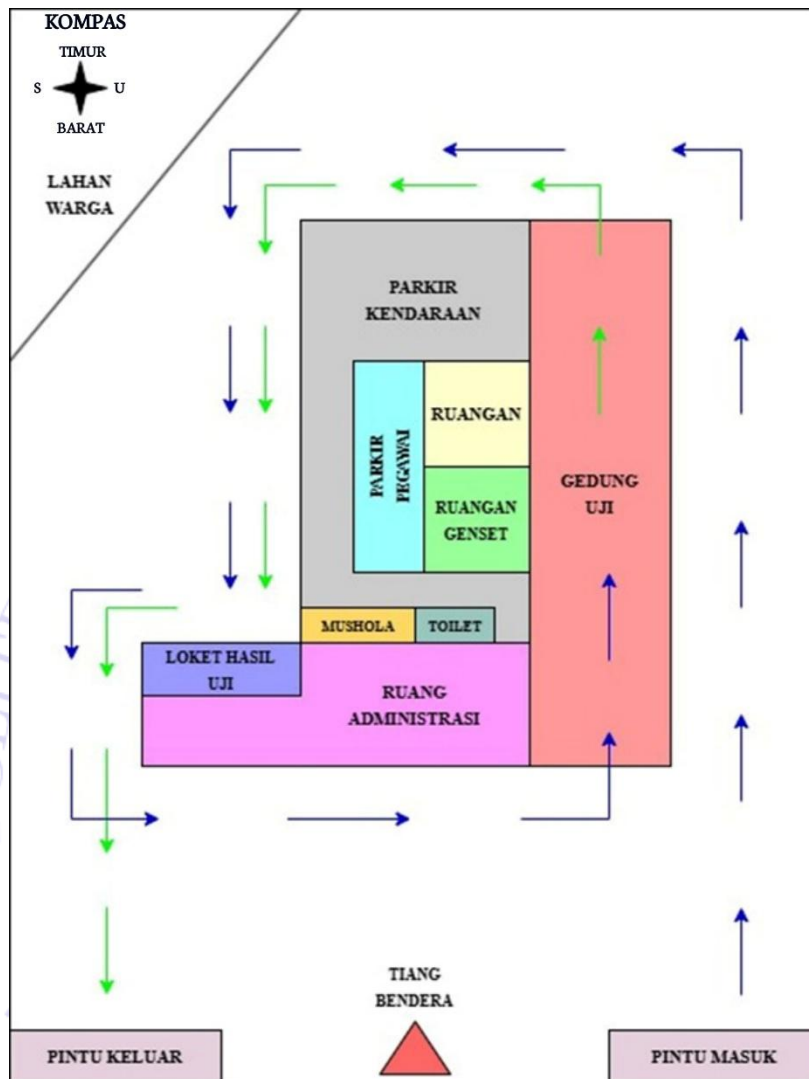 KOMPAS
TIMUR
S U
BARAT
LAHAN
WARGA
PARKIR
KENDARAAN
PARKIR
PEGAWAI
RUANGAN
RUANGAN
GENSET
GEDUNG
UJI
MUSHOLA
TOILET
LOKET HASIL
UJI
RUANG
ADMINISTRASI
TIANG
BENDERA
PINTU KELUAR
PINTU MASUK